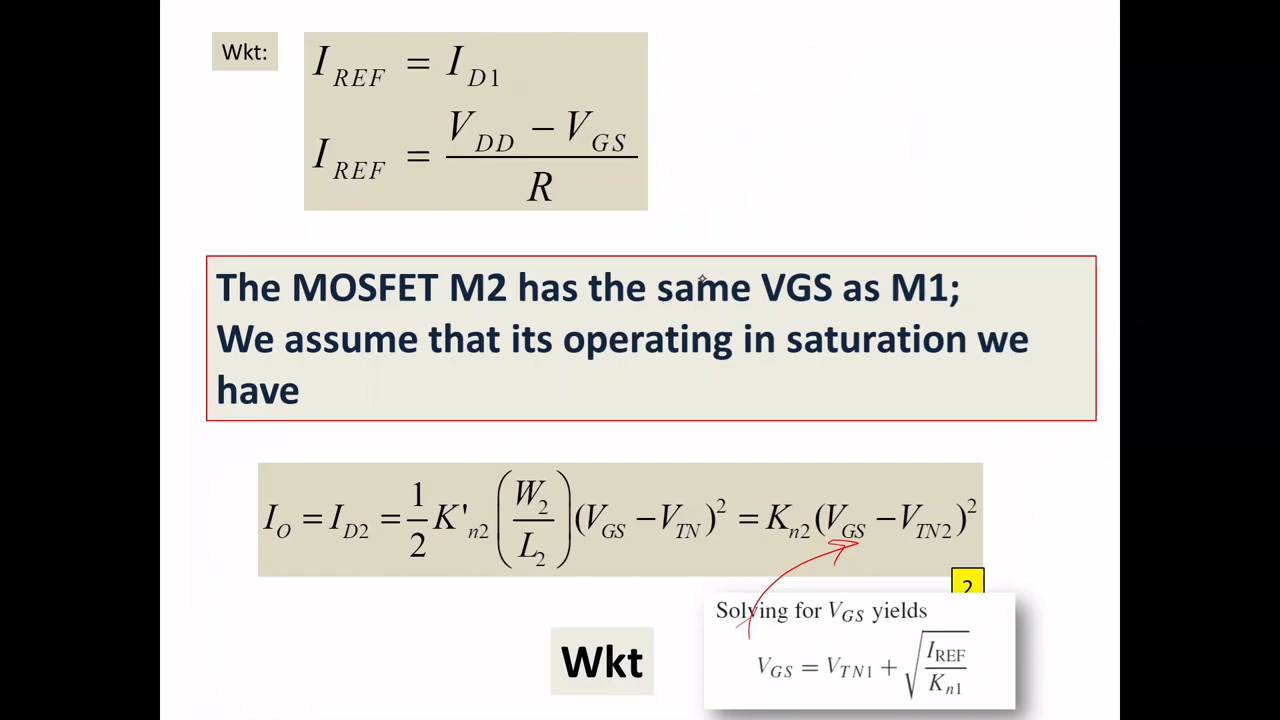 Wkt:
I_REF = I_D1
I_REF = (V_DD − V_GS) / R
The MOSFET M2 has the same VGS as M1;
We assume that its operating in saturation we
have
I_O = I_D2 = 1/2 K'_n2 (W_2/L_2) (V_GS − V_TN)^2 = K_n2 (V_GS − V_TN2)^2
2
Solving for V_GS yields
V_GS = V_TN1 + √(I_REF / K_n1)
Wkt